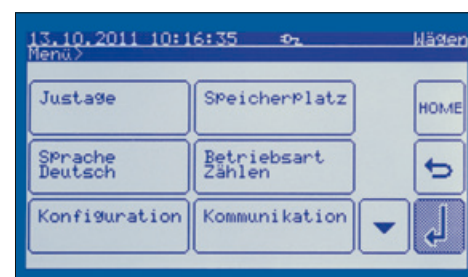 13.10.2011 10:16:35 Wägen
Menü>
Justage
Speicherplatz
HOME
Sprache
Deutsch
Betriebsart
Zählen
Konfiguration
Kommunikation